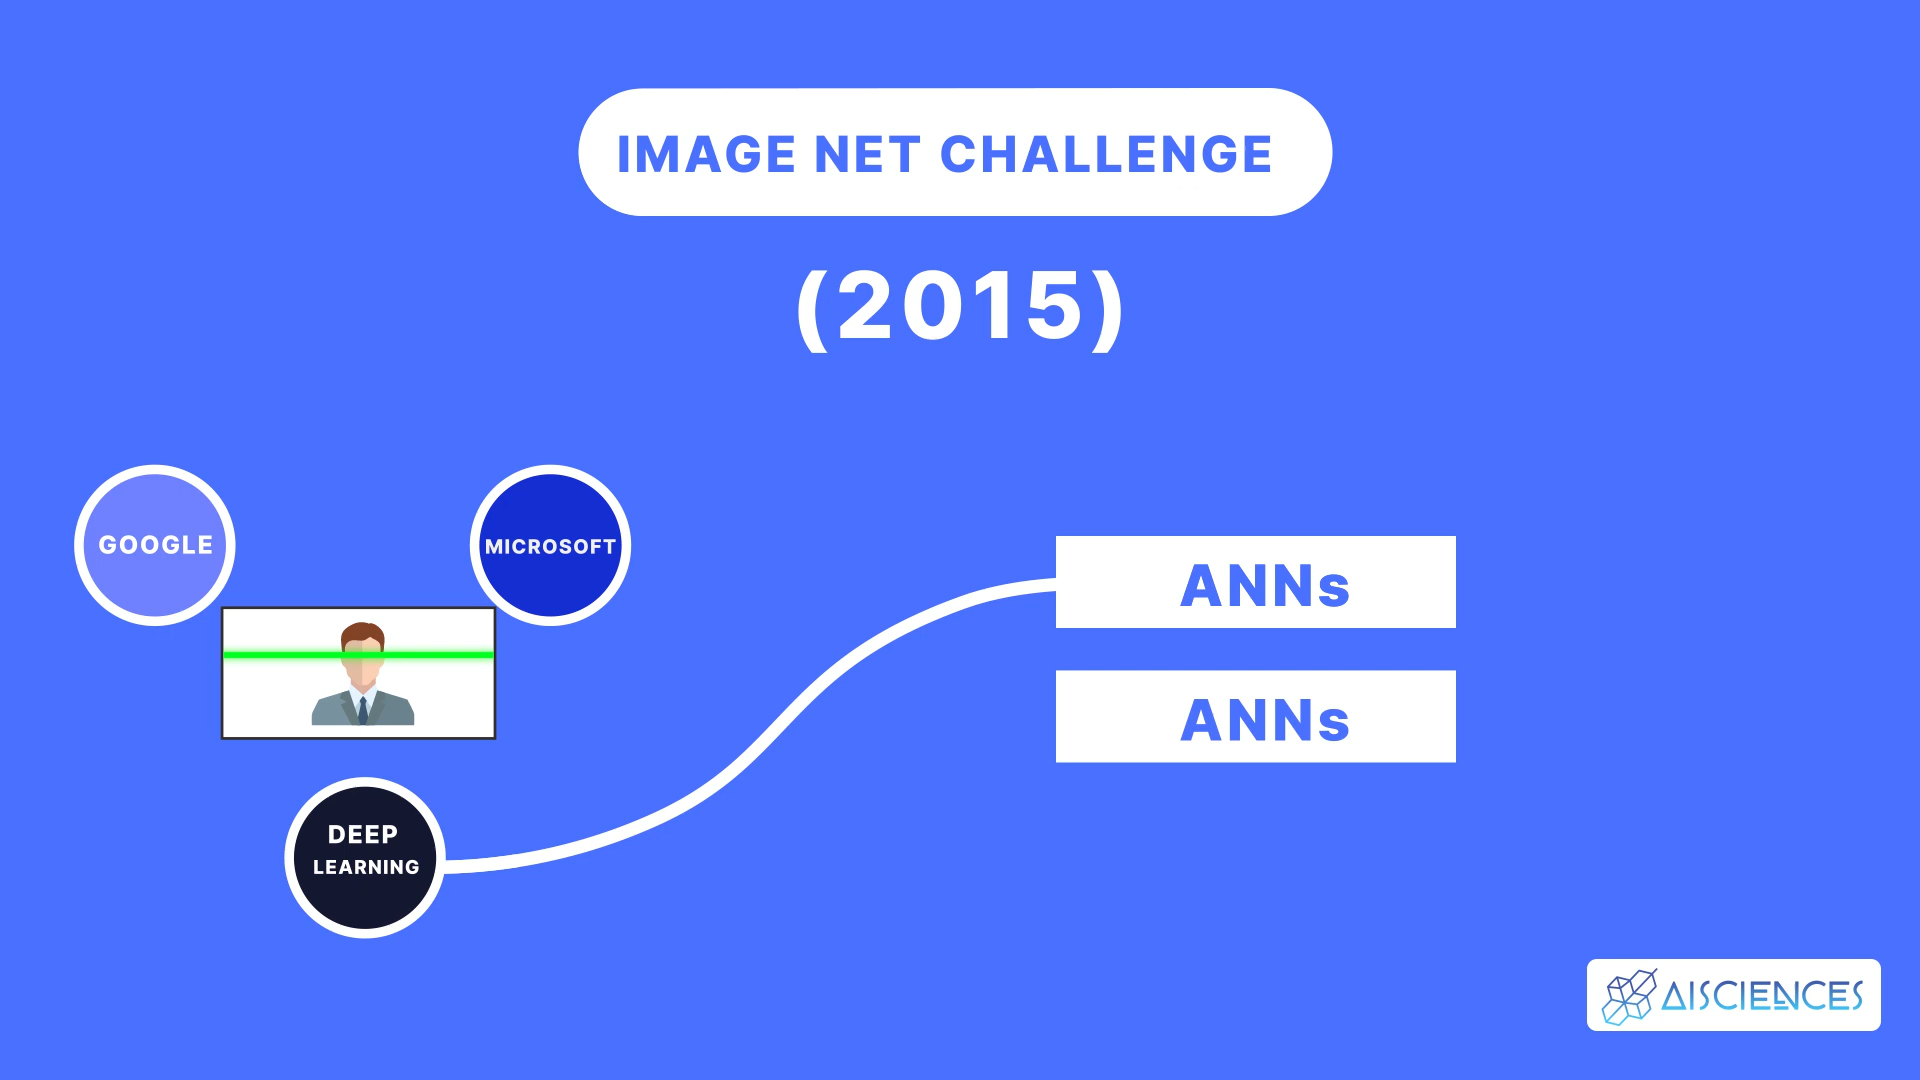 IMAGE NET CHALLENGE
(2015)
GOOGLE
MICROSOFT
ANNs
ANNs
DEEP
LEARNING
AISCIENCES